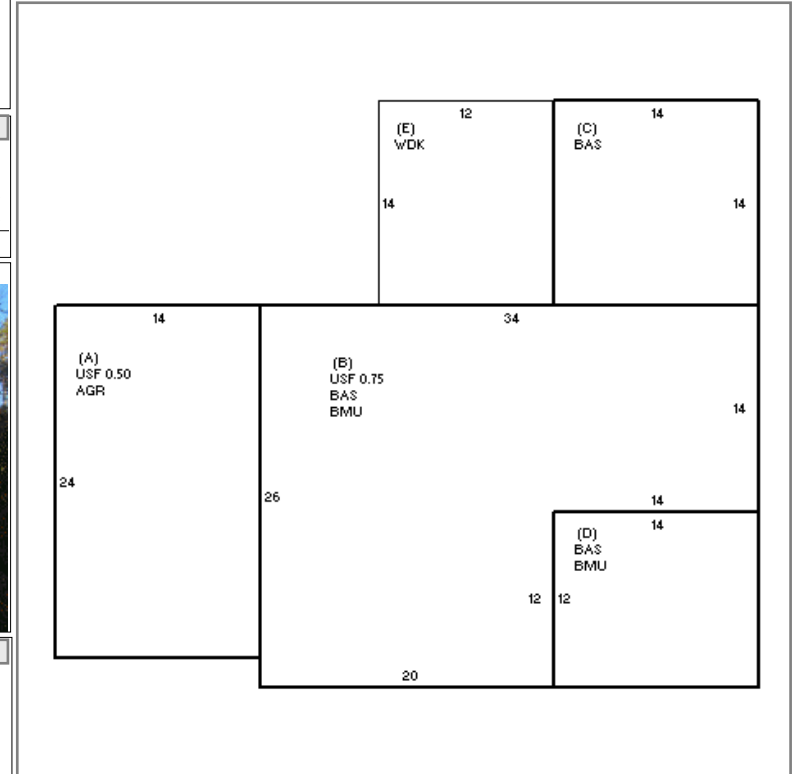 12
(E)
WDK
14
14
(C)
BAS
14
14
(A)
USF 0.50
AGR
24
34
(B)
USF 0.75
BAS
BMU
14
26
14
14
(D)
BAS
BMU
12
12
20